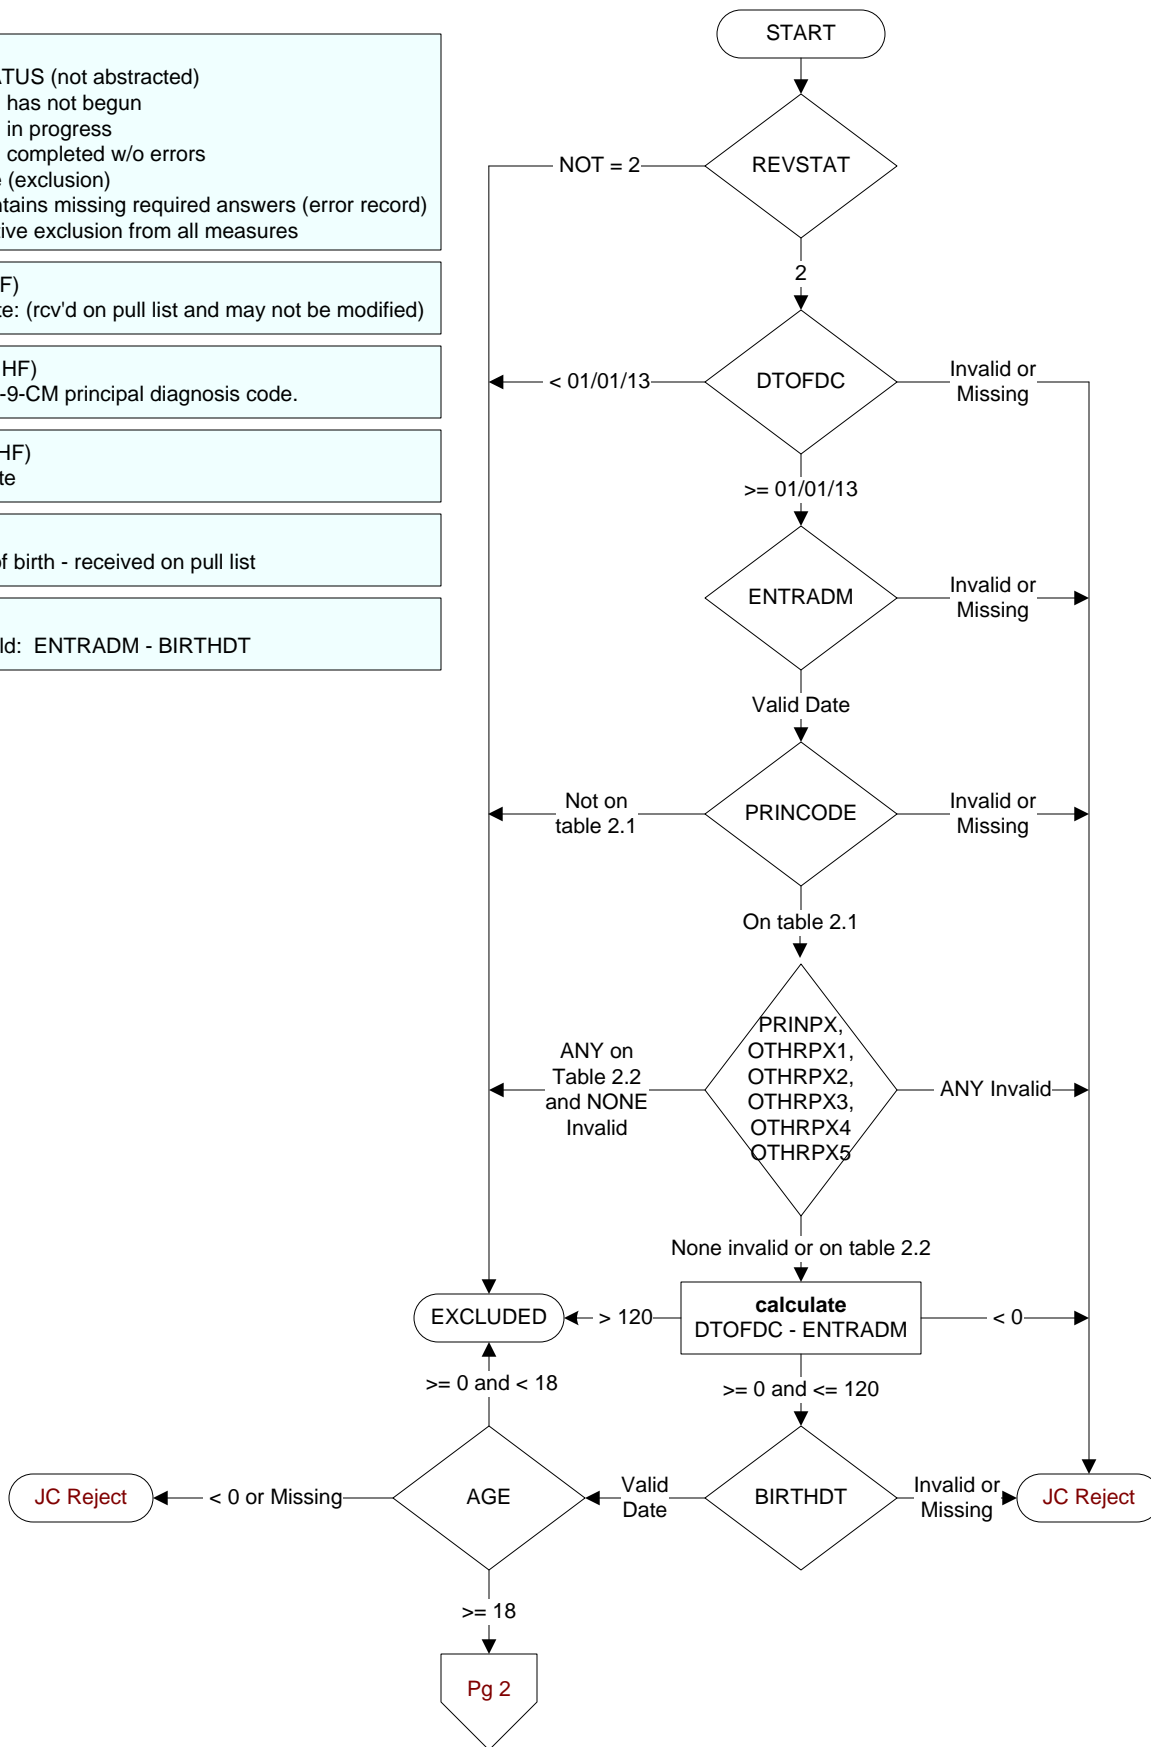 ATUS (not abstracted)
has not begun
in progress
completed w/o errors
(exclusion)
tains missing required answers (error record)
tive exclusion from all measures
F)
te: (rcv'd on pull list and may not be modified)
HF)
-9-CM principal diagnosis code.
HF)
te
of birth - received on pull list
ld: ENTRADM - BIRTHDT
START
REVSTAT
NOT = 2
2
DTOFDC
< 01/01/13
Invalid or
Missing
>= 01/01/13
ENTRADM
Invalid or
Missing
Valid Date
PRINCODE
Not on
table 2.1
Invalid or
Missing
On table 2.1
PRINPX,
OTHRPX1,
OTHRPX2,
OTHRPX3,
OTHRPX4
OTHRPX5
ANY on
Table 2.2
and NONE
Invalid
ANY Invalid
None invalid or on table 2.2
calculate
DTOFDC - ENTRADM
> 120
< 0
EXCLUDED
>= 0 and < 18
>= 0 and <= 120
JC Reject
< 0 or Missing
AGE
Valid
Date
BIRTHDT
Invalid or
Missing
JC Reject
>= 18
Pg 2